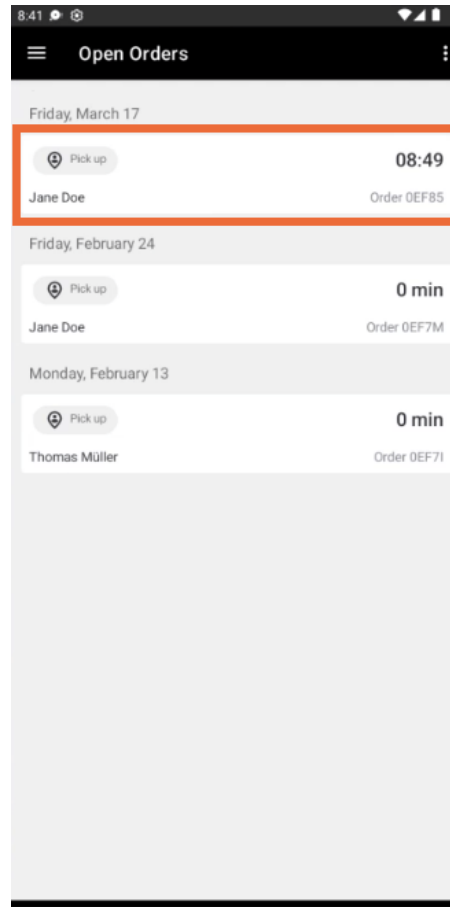 8:41
Open Orders
Friday, March 17
Pick up 08:49
Jane Doe Order 0EF85
Friday, February 24
Pick up 0 min
Jane Doe Order 0EF7M
Monday, February 13
Pick up 0 min
Thomas Müller Order 0EF7I